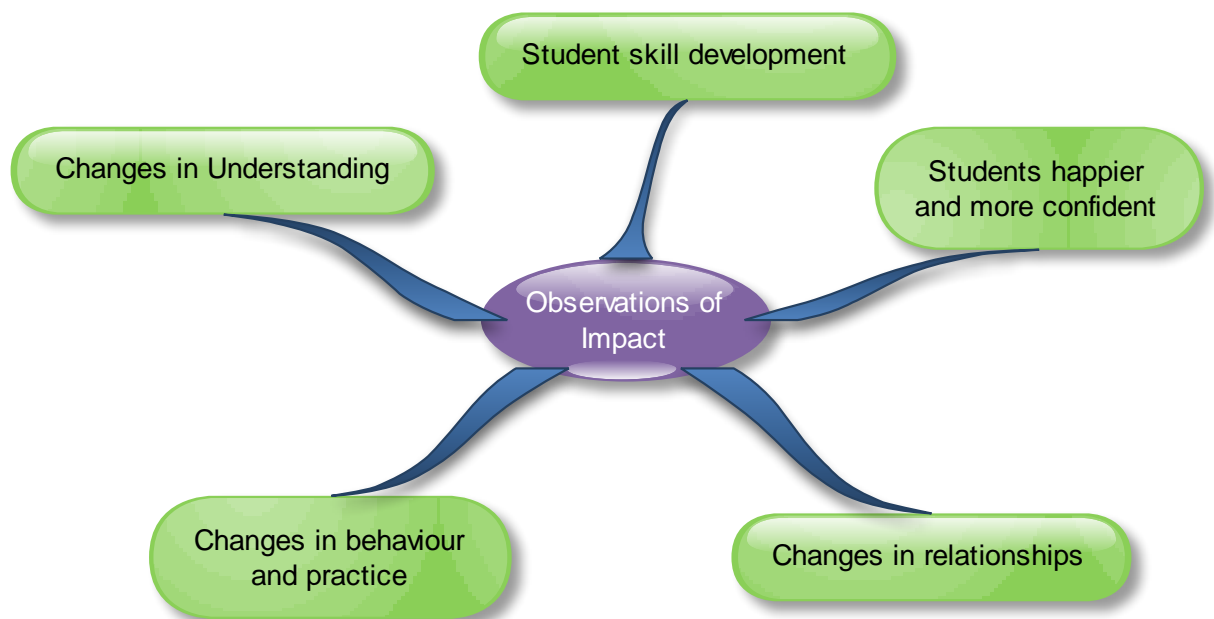 Student skill development
Changes in Understanding
Students happier
and more confident
Observations of
Impact
Changes in behaviour
and practice
Changes in relationships